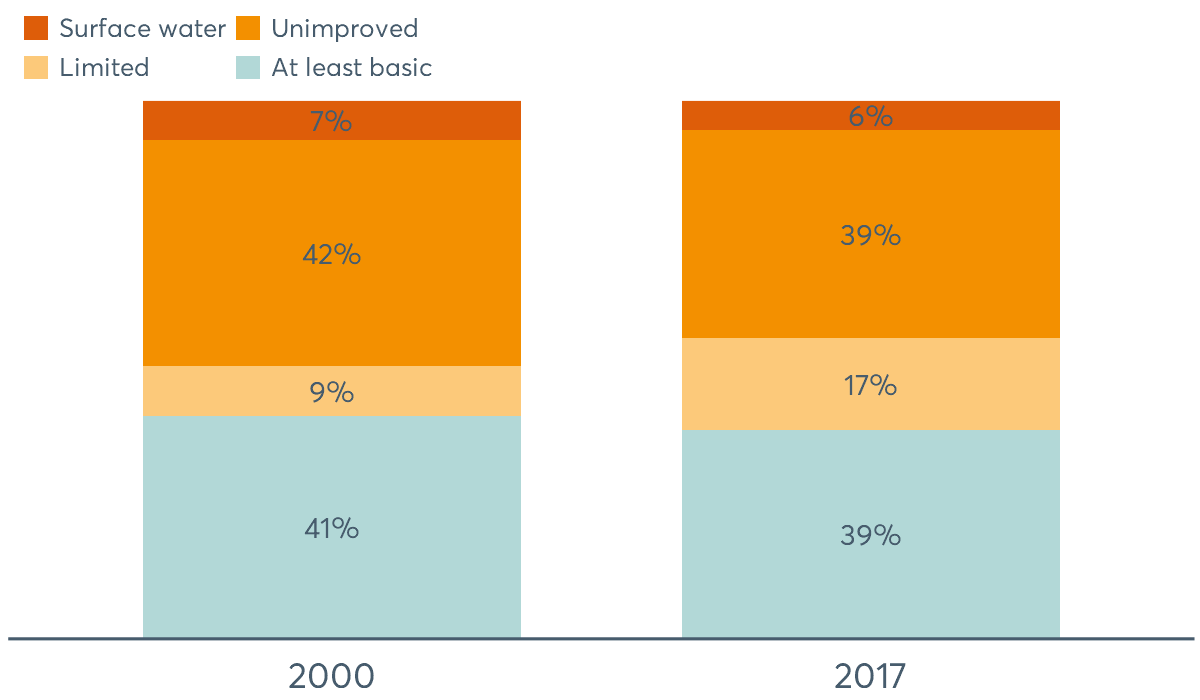 Surface water Unimproved
Limited At least basic
7% 6%
42% 39%
9% 17%
41% 39%
2000 2017